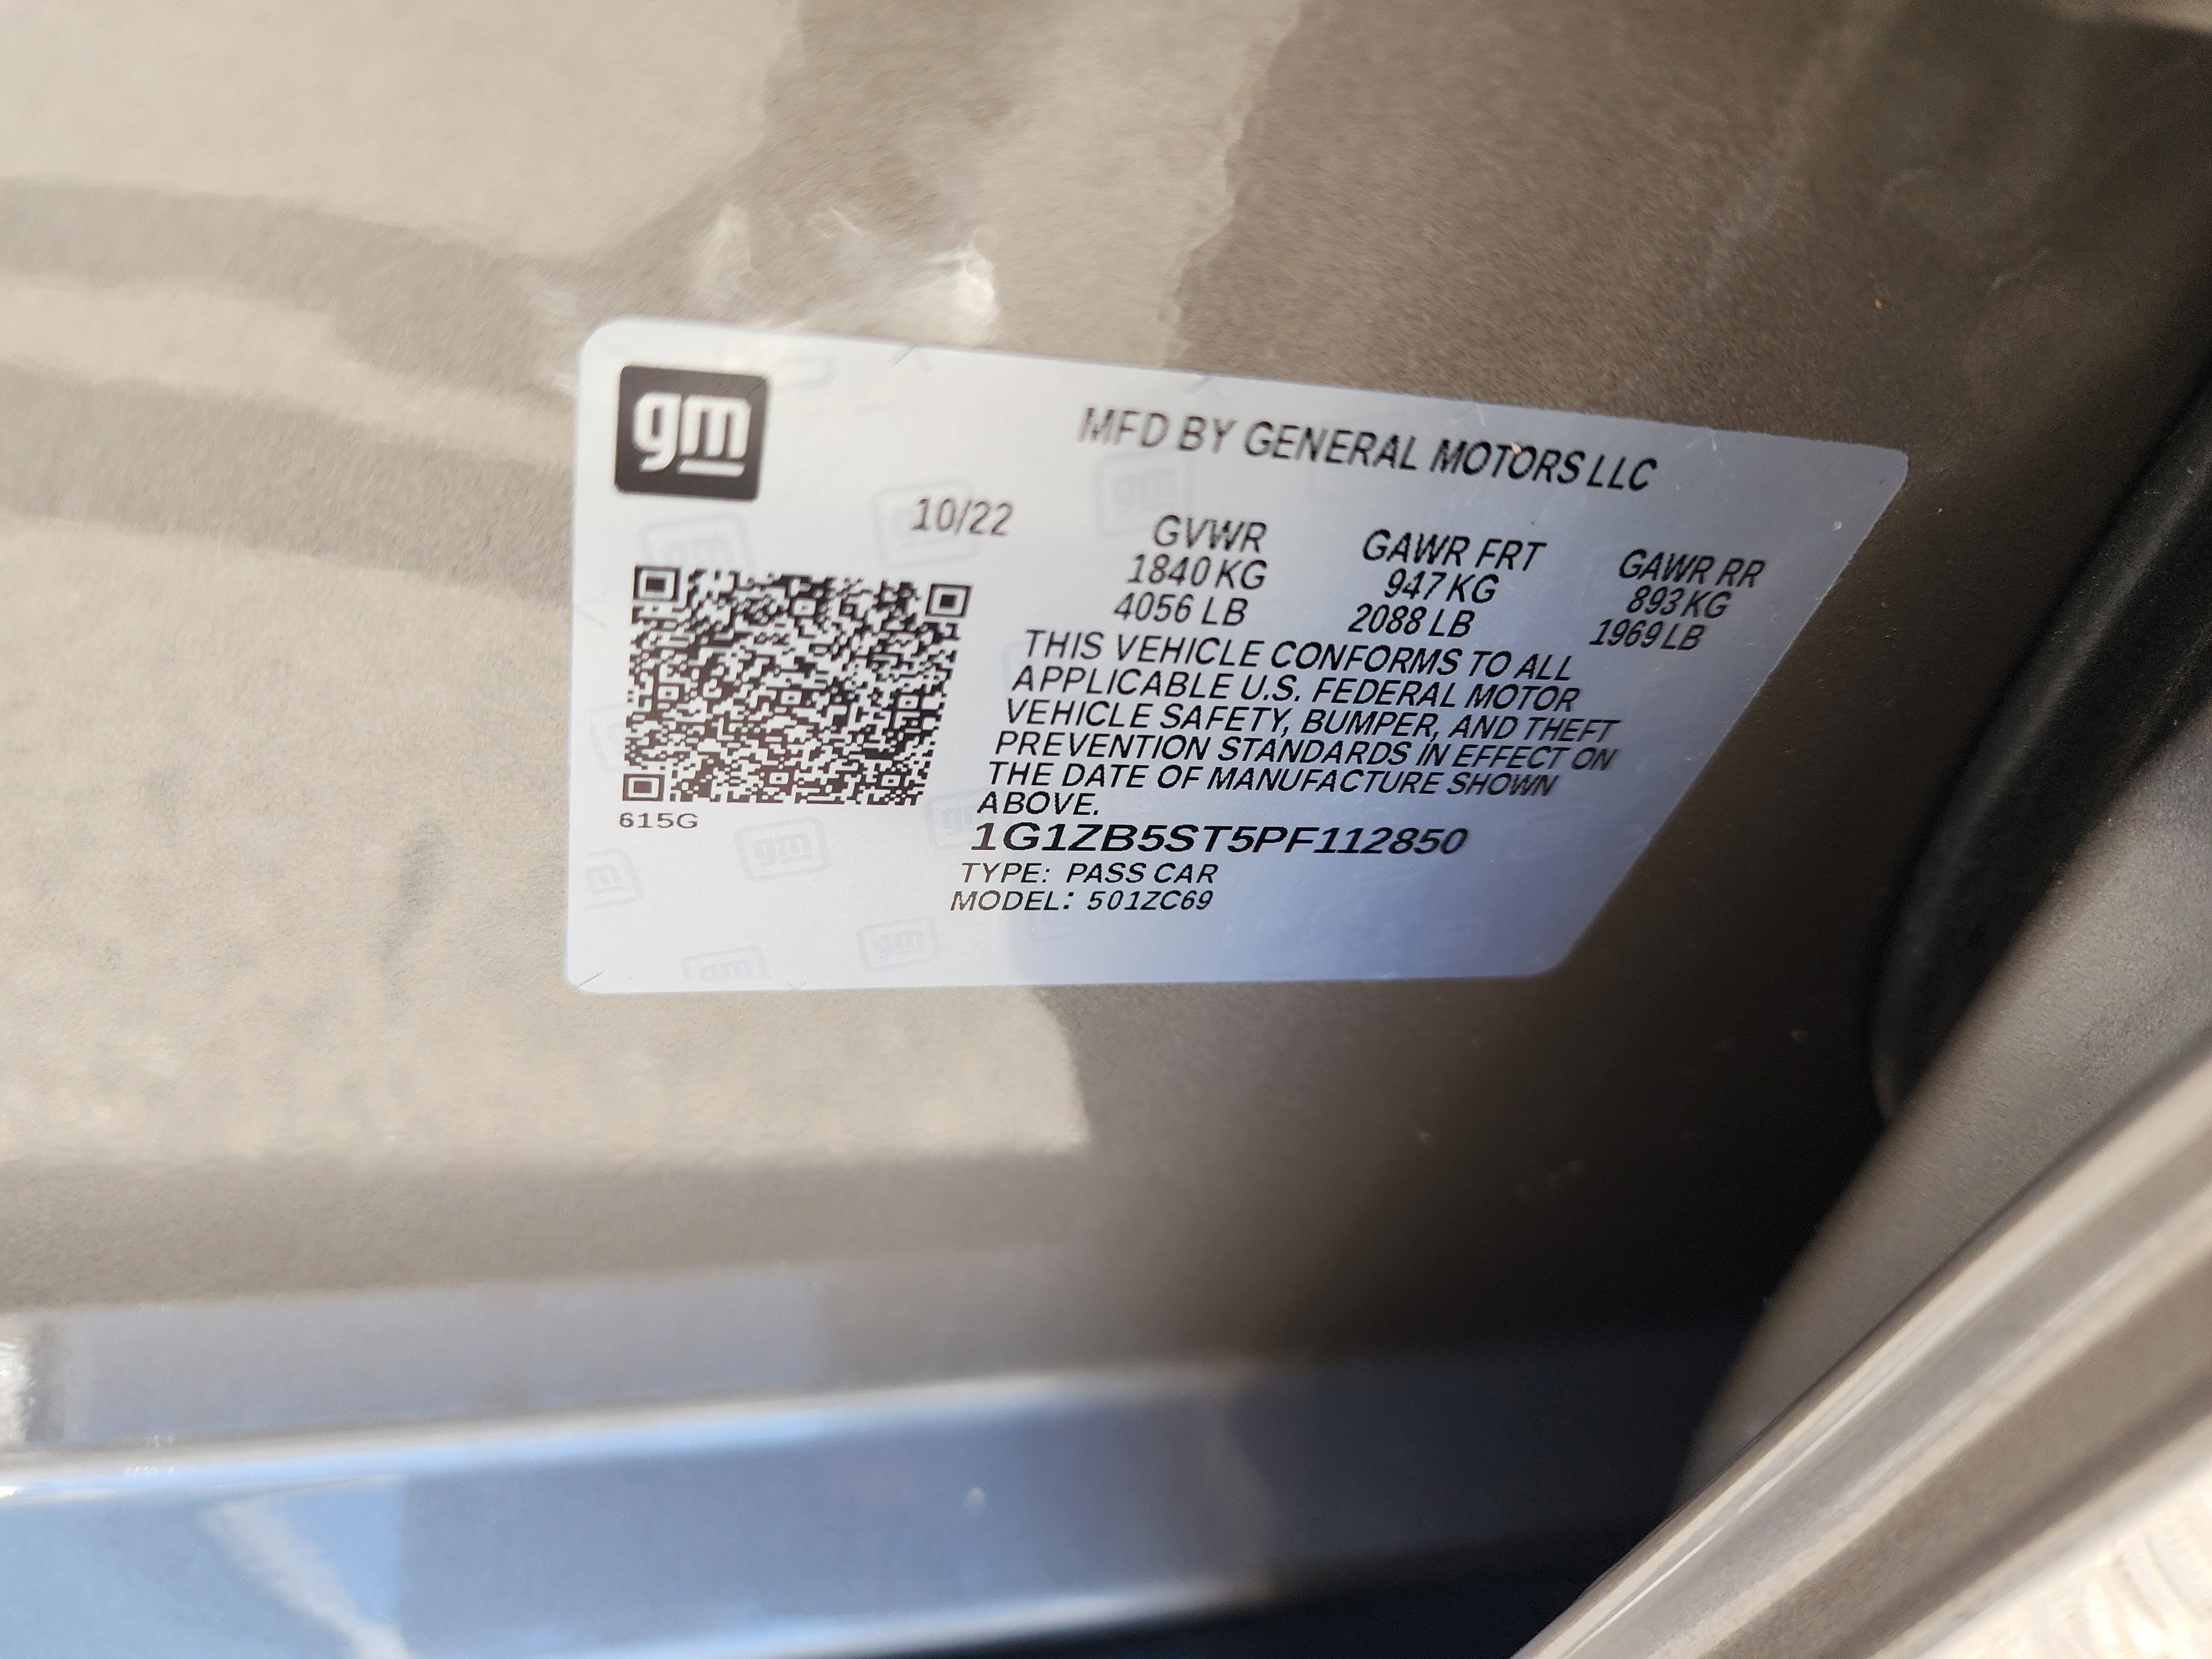 gm
MFD BY GENERAL MOTORS LLC
10/22
GVWR GAWR FRT GAWR RR
1840 KG 947 KG 893 KG
4056 LB 2088 LB 1969 LB
THIS VEHICLE CONFORMS TO ALL
APPLICABLE U.S. FEDERAL MOTOR
VEHICLE SAFETY, BUMPER, AND THEFT
PREVENTION STANDARDS IN EFFECT ON
THE DATE OF MANUFACTURE SHOWN
ABOVE.
615G
1G1ZB5ST5PF112850
TYPE: PASS CAR
MODEL: 501ZC69